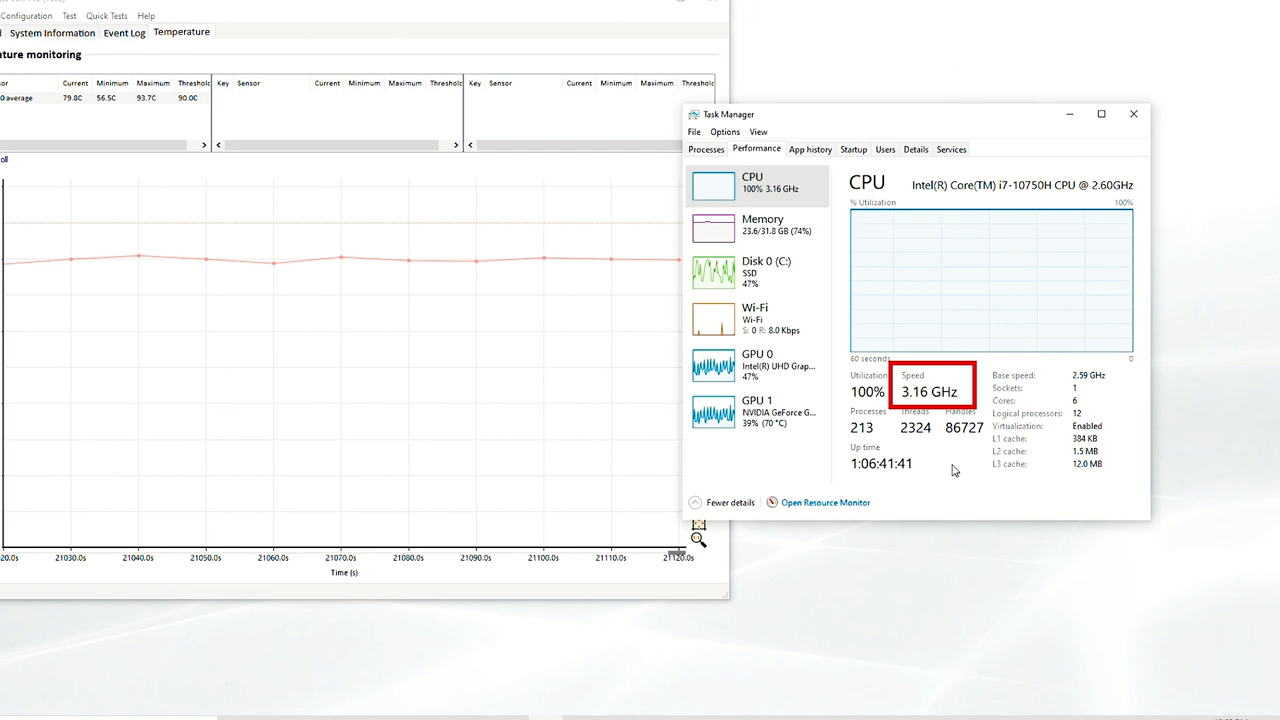 Configuration Test Quick Tests Help
System Information Event Log Temperature
ture monitoring
sor Current Minimum Maximum Threshold Key Sensor Current Minimum Maximum Threshold Key Sensor Current Minimum Maximum Threshold
0 average 79.8C 56.5C 93.7C 90.0C
oll
20.0s 21030.0s 21040.0s 21050.0s 21060.0s 21070.0s 21080.0s 21090.0s 21100.0s 21110.0s 21120.0s
Time (s)
Task Manager
File Options View
Processes Performance App history Startup Users Details Services
CPU
100% 3.16 GHz
Memory
23.6/31.8 GB (74%)
Disk 0 (C:)
SSD
47%
Wi-Fi
Wi-Fi
S: 0 R: 8.0 Kbps
GPU 0
Intel(R) UHD Grap...
47%
GPU 1
NVIDIA GeForce G...
39% (70 °C)
CPU Intel(R) Core(TM) i7-10750H CPU @ 2.60GHz
% Utilization 100%
60 seconds 0
Utilization Speed
100% 3.16 GHz
Processes Threads Handles
213 2324 86727
Up time
1:06:41:41
Base speed: 2.59 GHz
Sockets: 1
Cores: 6
Logical processors: 12
Virtualization: Enabled
L1 cache: 384 KB
L2 cache: 1.5 MB
L3 cache: 12.0 MB
Fewer details Open Resource Monitor